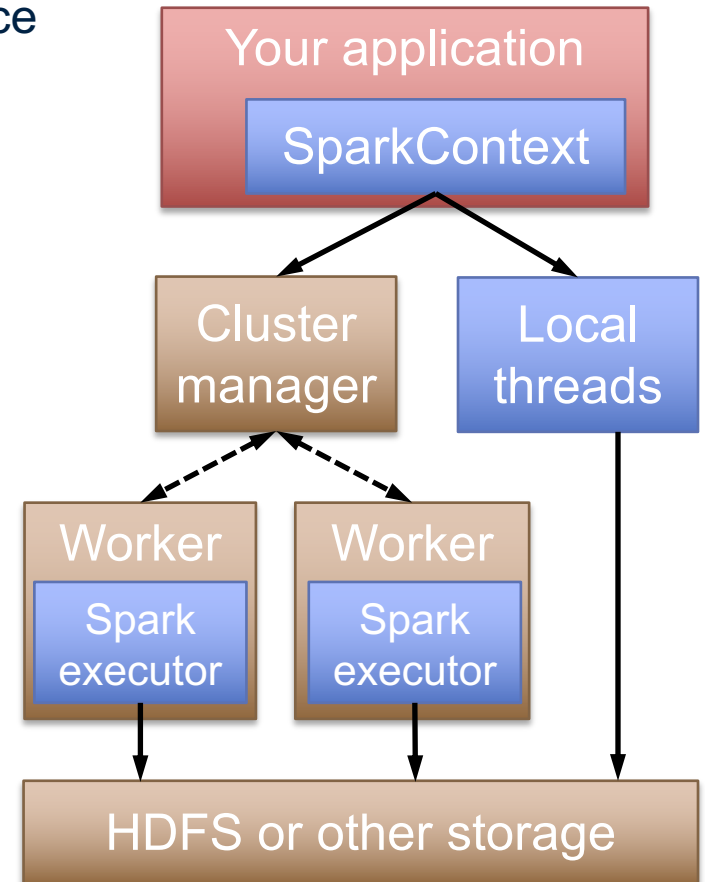 ce
Your application
SparkContext
Cluster
manager
Local
threads
Worker
Spark
executor
Worker
Spark
executor
HDFS or other storage